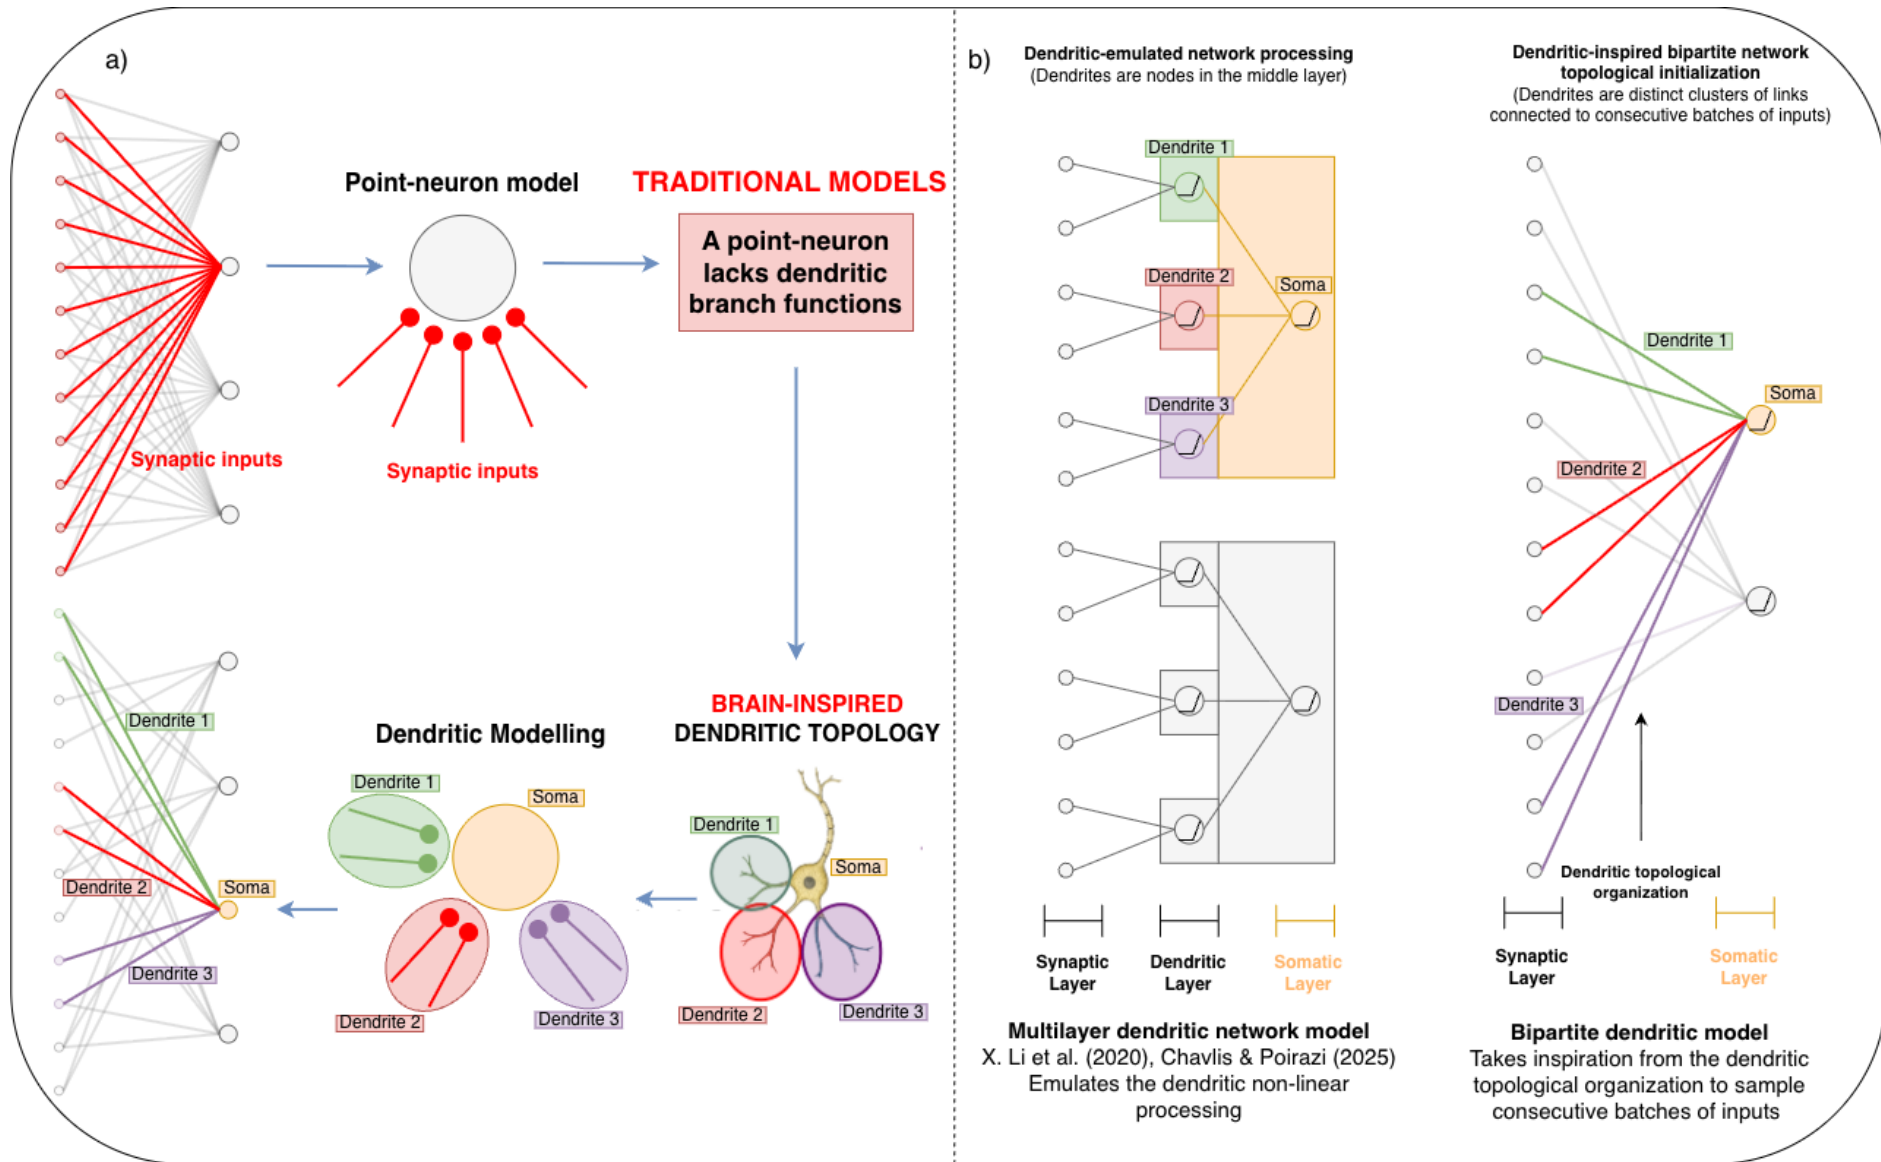 a)
Point-neuron model
TRADITIONAL MODELS
A point-neuron
lacks dendritic
branch functions
Synaptic inputs
Synaptic inputs
BRAIN-INSPIRED
DENDRITIC TOPOLOGY
Dendritic Modelling
Dendrite 1
Dendrite 2
Dendrite 3
Soma
Dendrite 1
Soma
Dendrite 2
Dendrite 3
Dendrite 1
Soma
Dendrite 2
Dendrite 3
b)
Dendritic-emulated network processing
(Dendrites are nodes in the middle layer)
Dendrite 1
Dendrite 2
Soma
Dendrite 3
Synaptic
Layer
Dendritic
Layer
Somatic
Layer
Multilayer dendritic network model
X. Li et al. (2020), Chavlis & Poirazi (2025)
Emulates the dendritic non-linear
processing
Dendritic-inspired bipartite network
topological initialization
(Dendrites are distinct clusters of links
connected to consecutive batches of inputs)
Dendrite 1
Soma
Dendrite 2
Dendrite 3
Dendritic topological
organization
Synaptic
Layer
Somatic
Layer
Bipartite dendritic model
Takes inspiration from the dendritic
topological organization to sample
consecutive batches of inputs